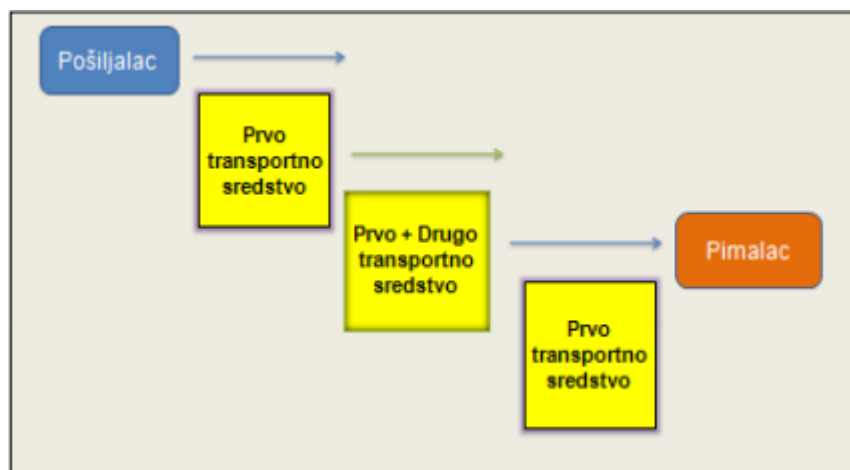 Pošiljalac
Prvo
transportno
sredstvo
Prvo + Drugo
transportno
sredstvo
Pimalac
Prvo
transportno
sredstvo